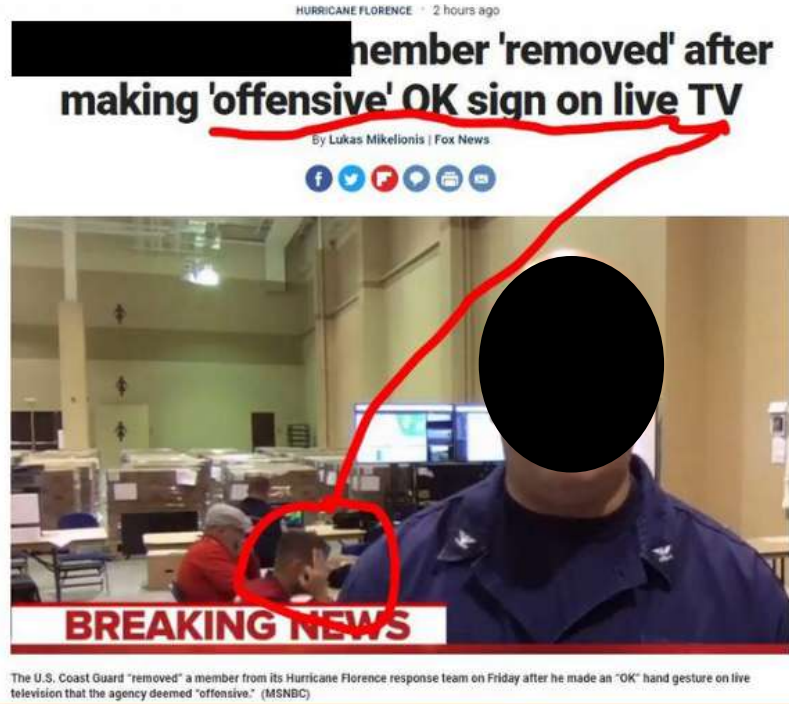 HURRICANE FLORENCE · 2 hours ago
member 'removed' after
making 'offensive' OK sign on live TV
By Lukas Mikelionis | Fox News
BREAKING NEWS
The U.S. Coast Guard "removed" a member from its Hurricane Florence response team on Friday after he made an "OK" hand gesture on live
television that the agency deemed "offensive." (MSNBC)